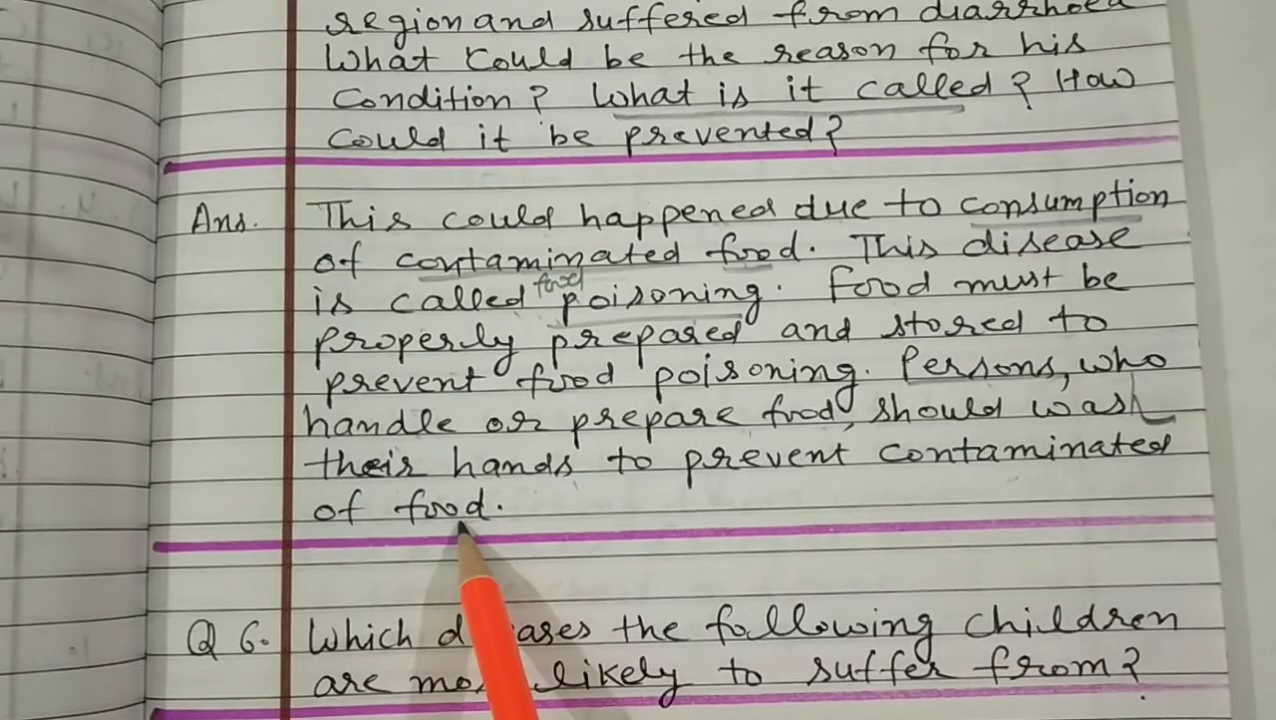 region and suffered from diarrhoea
What could be the reason for his
condition? What is it called? How
could it be prevented?
Ans. This could happened due to consumption
of contaminated food. This disease
is called food poisoning. Food must be
properly prepared and stored to
prevent food poisoning. Persons, who
handle or prepare food, should wash
their hands to prevent contaminated
of food.
Q 6. Which ases the following children
are likely to suffer from?